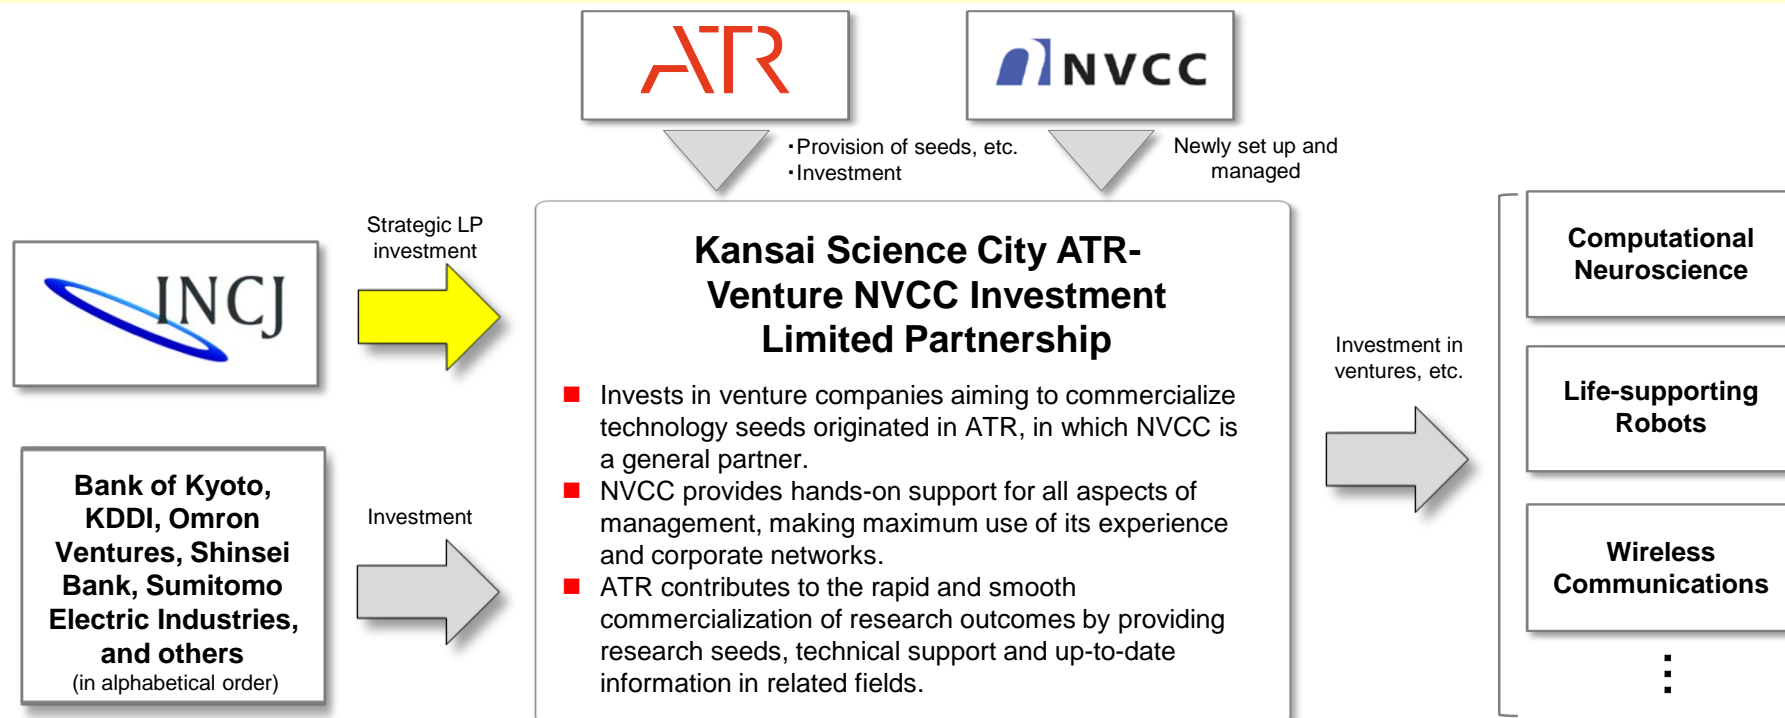 ATR
NVCC
・Provision of seeds, etc.
・Investment
Newly set up and
managed
INCJ
Strategic LP
investment
Bank of Kyoto,
KDDI, Omron
Ventures, Shinsei
Bank, Sumitomo
Electric Industries,
and others
(in alphabetical order)
Investment
Kansai Science City ATR-
Venture NVCC Investment
Limited Partnership
Invests in venture companies aiming to commercialize
technology seeds originated in ATR, in which NVCC is
a general partner.
NVCC provides hands-on support for all aspects of
management, making maximum use of its experience
and corporate networks.
ATR contributes to the rapid and smooth
commercialization of research outcomes by providing
research seeds, technical support and up-to-date
information in related fields.
Investment in
ventures, etc.
Computational
Neuroscience
Life-supporting
Robots
Wireless
Communications
⋮